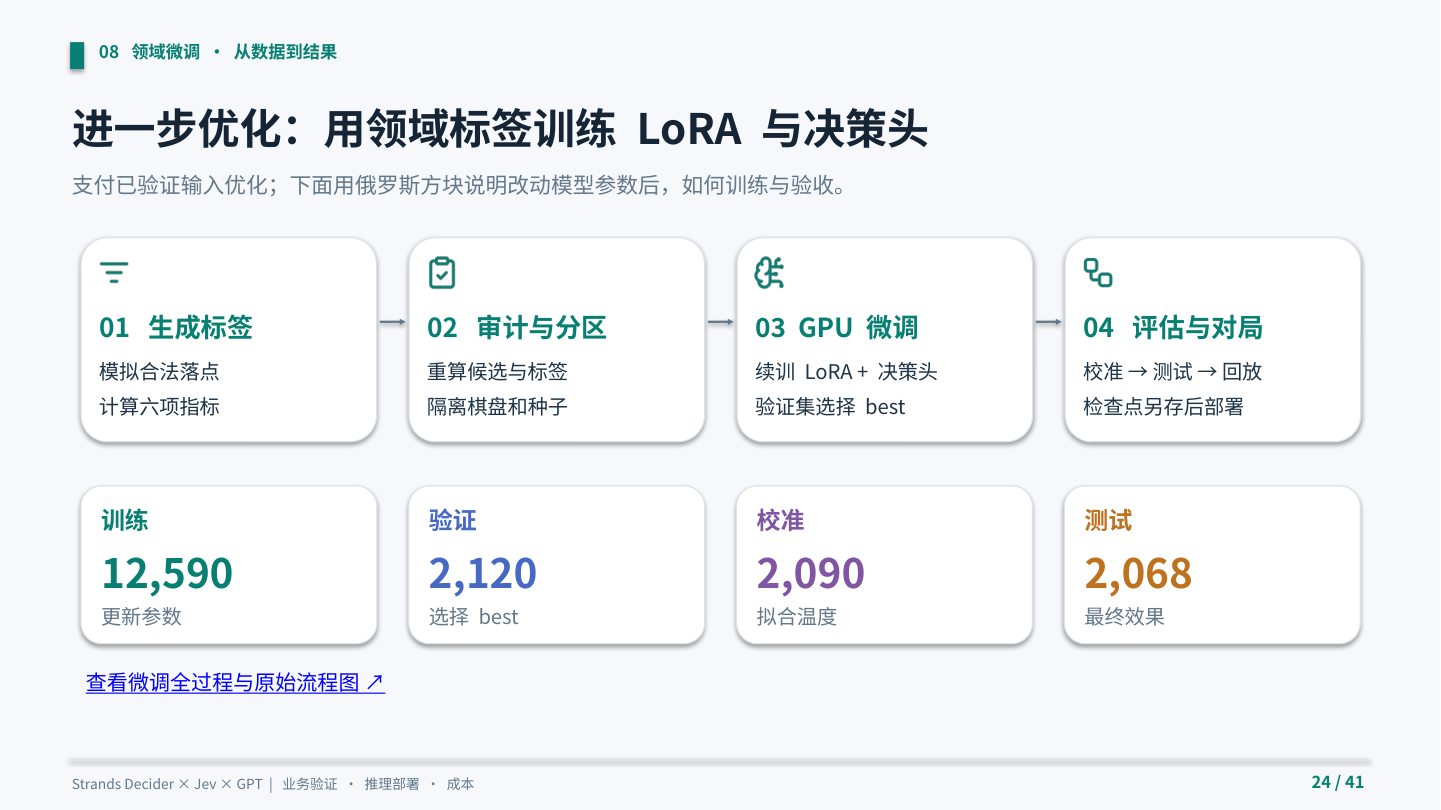 08 领域微调 · 从数据到结果
进一步优化：用领域标签训练 LoRA 与决策头
支付已验证输入优化；下面用俄罗斯方块说明改动模型参数后，如何训练与验收。
01 生成标签
模拟合法落点
计算六项指标
02 审计与分区
重算候选与标签
隔离棋盘和种子
03 GPU 微调
续训 LoRA + 决策头
验证集选择 best
04 评估与对局
校准 → 测试 → 回放
检查点另存后部署
训练
12,590
更新参数
验证
2,120
选择 best
校准
2,090
拟合温度
测试
2,068
最终效果
查看微调全过程与原始流程图 ↗
Strands Decider × Jev × GPT | 业务验证 · 推理部署 · 成本
24 / 41